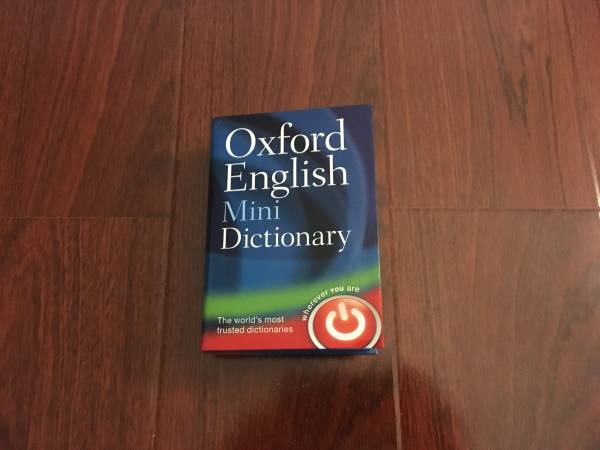 Oxford
English
Mini
Dictionary
wherever YOU are
The world's most
trusted dictionaries